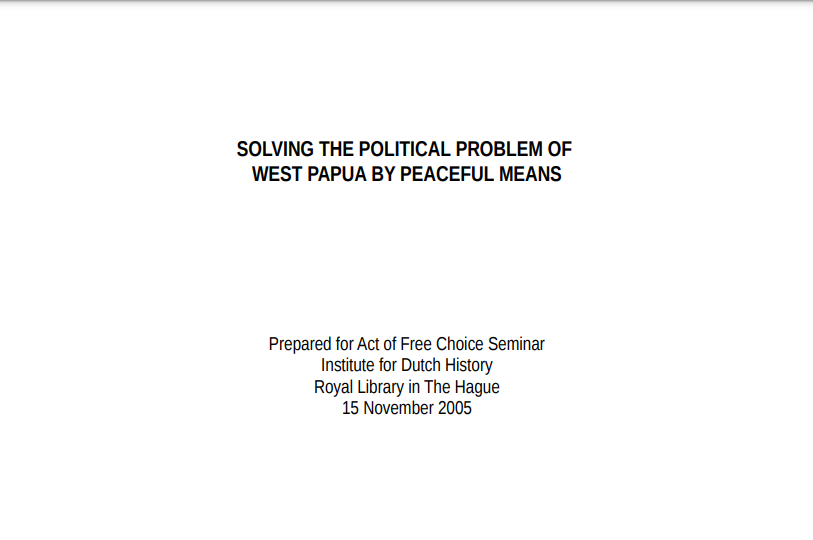 SOLVING THE POLITICAL PROBLEM OF
WEST PAPUA BY PEACEFUL MEANS
Prepared for Act of Free Choice Seminar
Institute for Dutch History
Royal Library in The Hague
15 November 2005